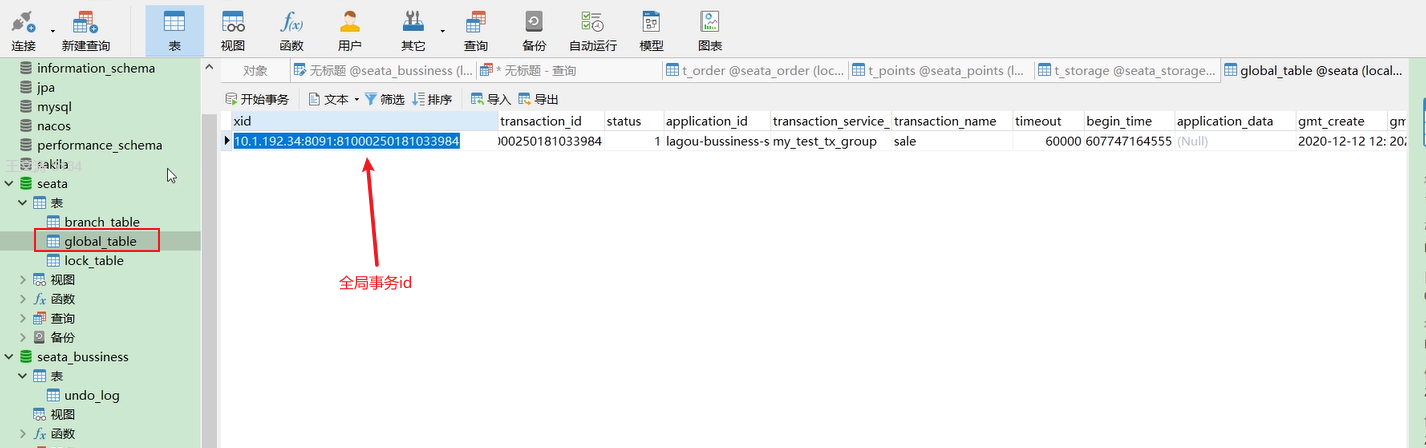 连接 新建查询 表 视图 函数 用户 其它 查询 备份 自动运行 模型 图表
对象 无标题 @seata_bussiness (l... * 无标题 - 查询 t_order @seata_order (loc... t_points @seata_points (l... t_storage @seata_storage... global_table @seata (local...
开始事务 文本 筛选 排序 导入 导出
xid transaction_id status application_id transaction_service_ transaction_name timeout begin_time application_data gmt_create gm
10.1.192.34:8091:81000250181033984 000250181033984 1 lagou-bussiness-s my_test_tx_group sale 60000 607747164555 (Null) 2020-12-12 12: 202
全局事务id
information_schema
jpa
mysql
nacos
performance_schema
sakila
seata
表
branch_table
global_table
lock_table
视图
函数
查询
备份
seata_bussiness
表
undo_log
视图
函数